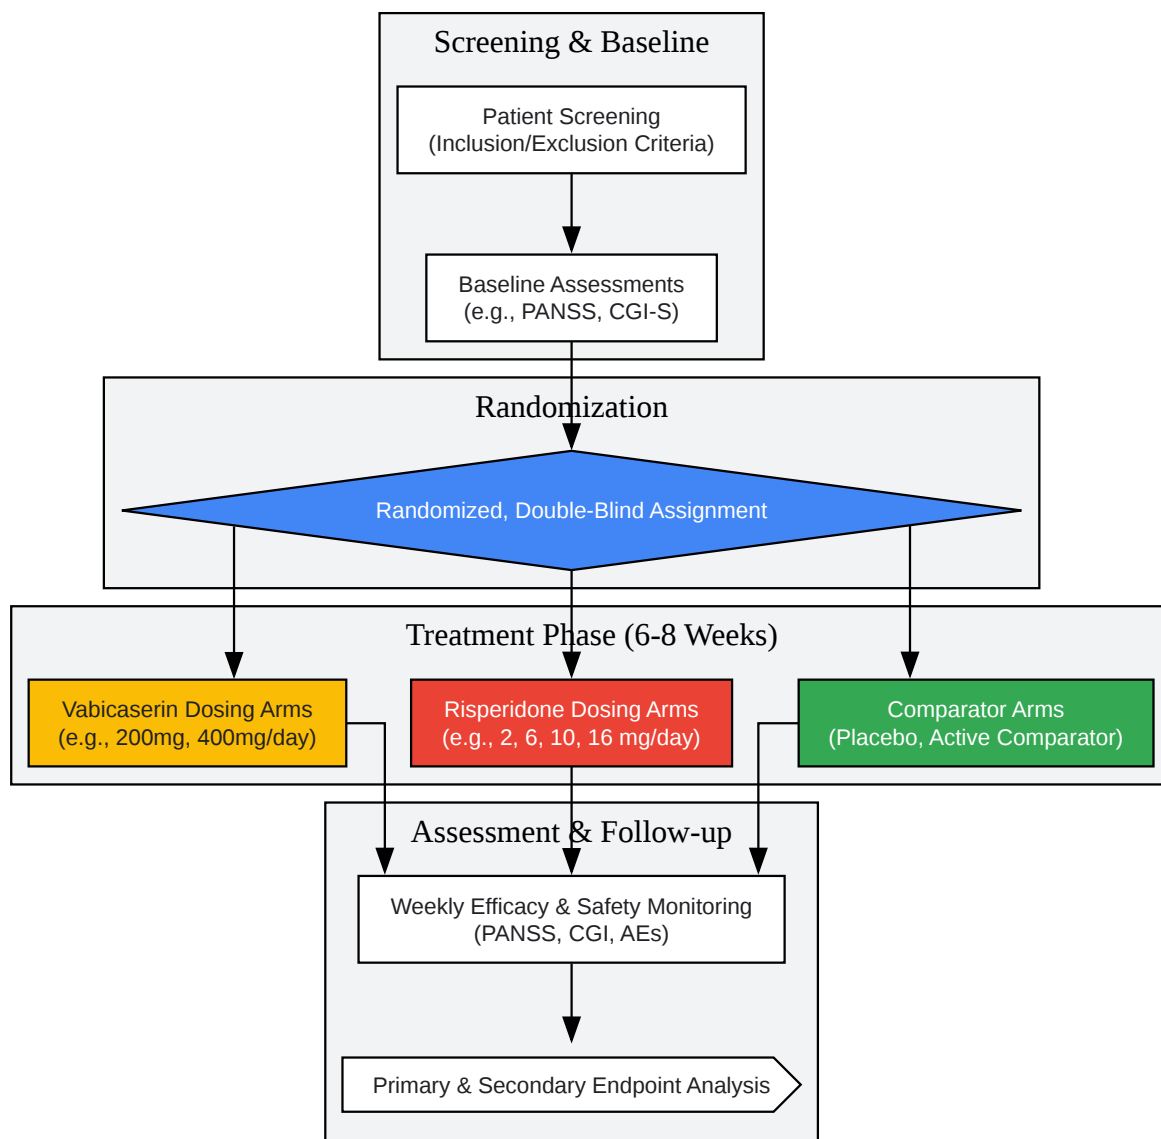 Screening & Baseline
Patient Screening
(Inclusion/Exclusion Criteria)
Baseline Assessments
(e.g., PANSS, CGI-S)
Randomization
Randomized, Double-Blind Assignment
Treatment Phase (6-8 Weeks)
Vabicaserin Dosing Arms
(e.g., 200mg, 400mg/day)
Risperidone Dosing Arms
(e.g., 2, 6, 10, 16 mg/day)
Comparator Arms
(Placebo, Active Comparator)
Assessment & Follow-up
Weekly Efficacy & Safety Monitoring
(PANSS, CGI, AEs)
Primary & Secondary Endpoint Analysis